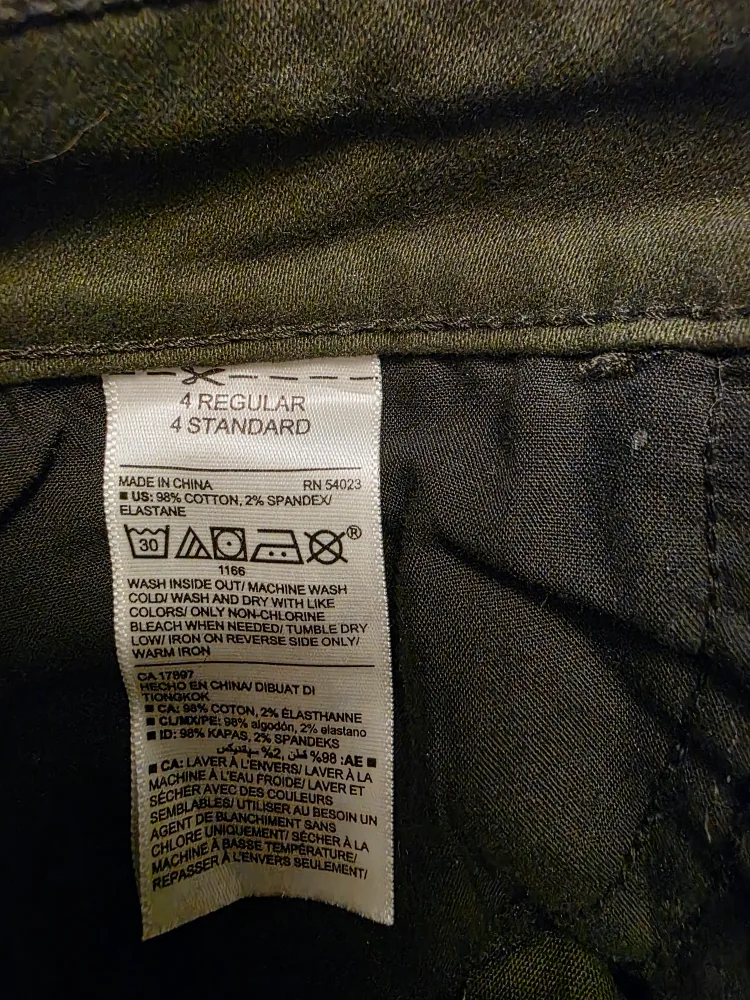 4 REGULAR
4 STANDARD
MADE IN CHINA RN 54023
■ US: 98% COTTON, 2% SPANDEX/
ELASTANE
30 ®
1166
WASH INSIDE OUT/ MACHINE WASH
COLD/ WASH AND DRY WITH LIKE
COLORS/ ONLY NON-CHLORINE
BLEACH WHEN NEEDED/ TUMBLE DRY
LOW/ IRON ON REVERSE SIDE ONLY/
WARM IRON
CA 17897
HECHO EN CHINA/ DIBUAT DI
TIONGKOK
■ CA: 98% COTON, 2% ÉLASTHANNE
■ CL/MX/PE: 98% algodón, 2% elastano
■ ID: 98% KAPAS, 2% SPANDEKS
■ AE: 98% قطن, 2% سباندكس
■ CA: LAVER À L'ENVERS/ LAVER À LA
MACHINE À L'EAU FROIDE/ LAVER ET
SÉCHER AVEC DES COULEURS
SEMBLABLES/ UTILISER AU BESOIN UN
AGENT DE BLANCHIMENT SANS
CHLORE UNIQUEMENT/ SÉCHER À LA
MACHINE À BASSE TEMPÉRATURE/
REPASSER À L'ENVERS SEULEMENT/